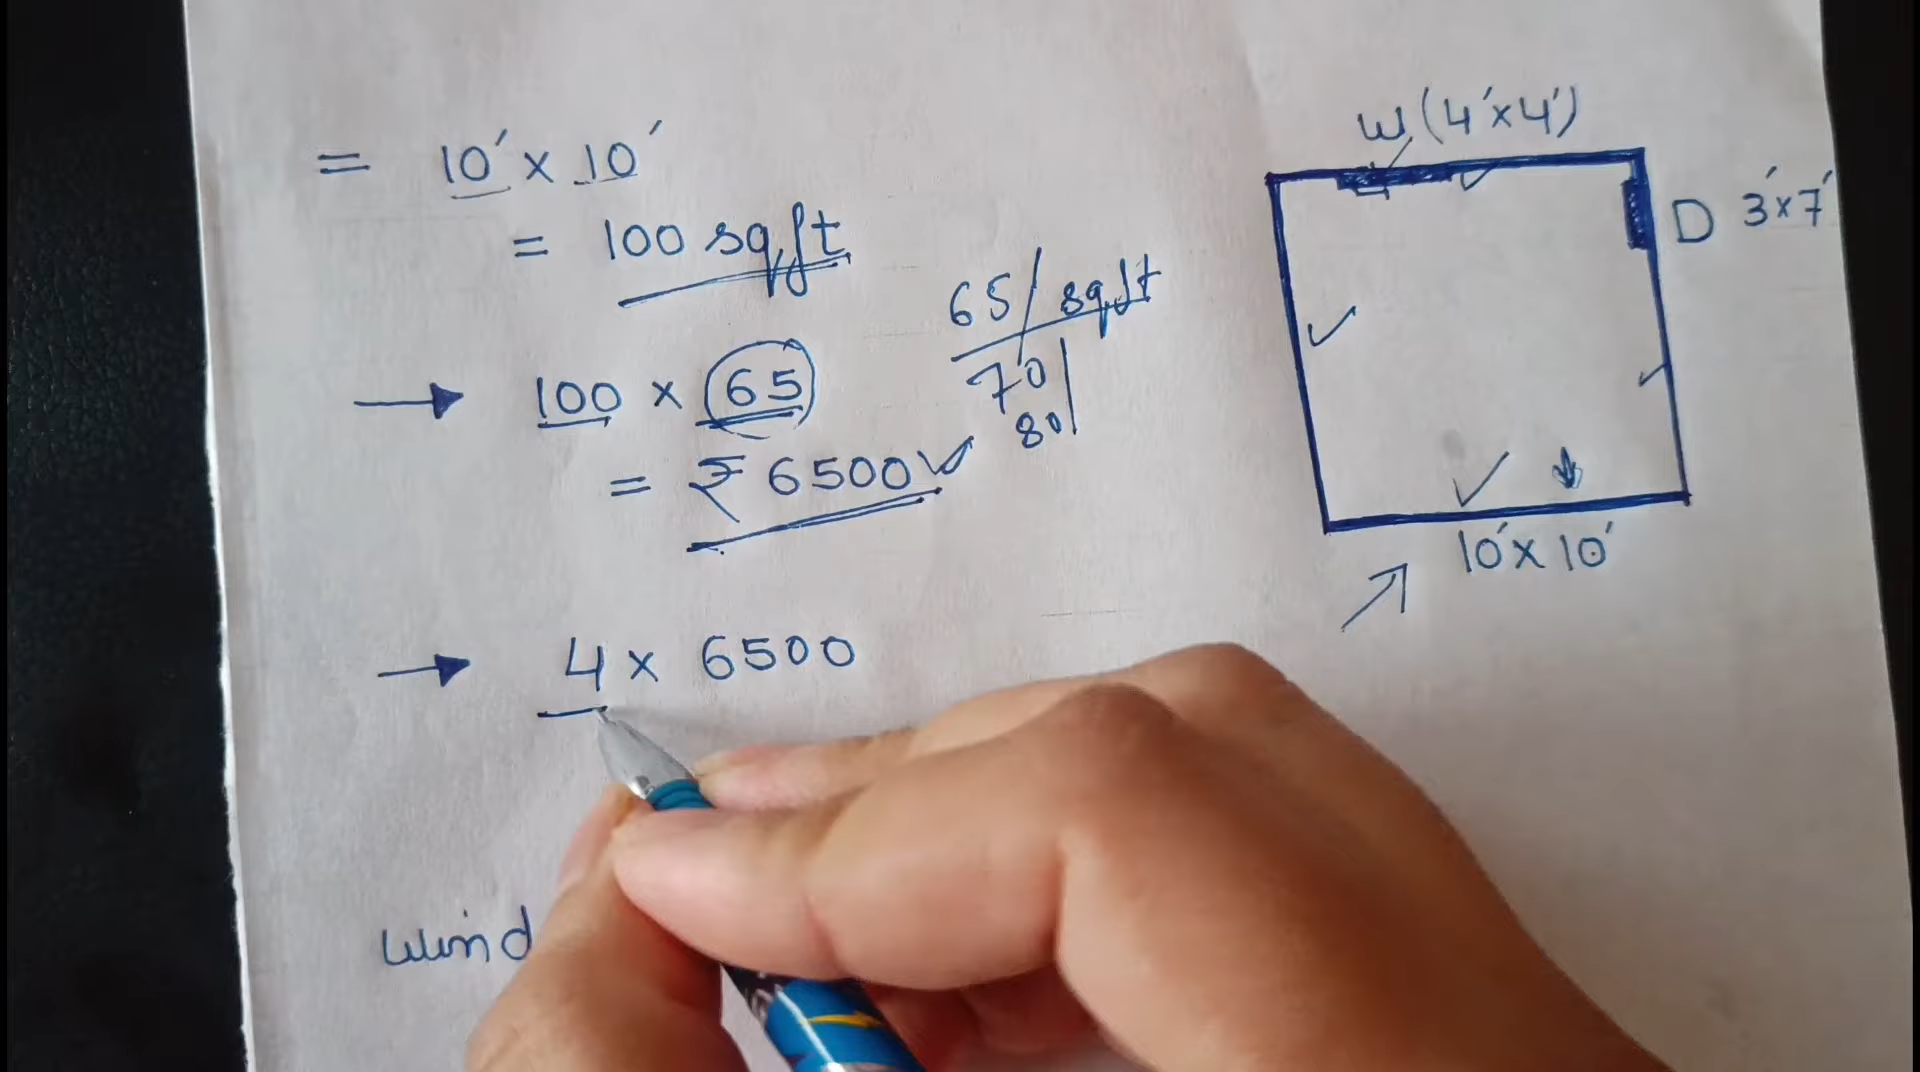 = 10' x 10'
= 100 sqft
→ 100 x 65
= ₹ 6500 ✓
65/sqft
70/
80/
→ 4 x 6500
wind
W (4'x4')
D 3'x7'
10' x 10'